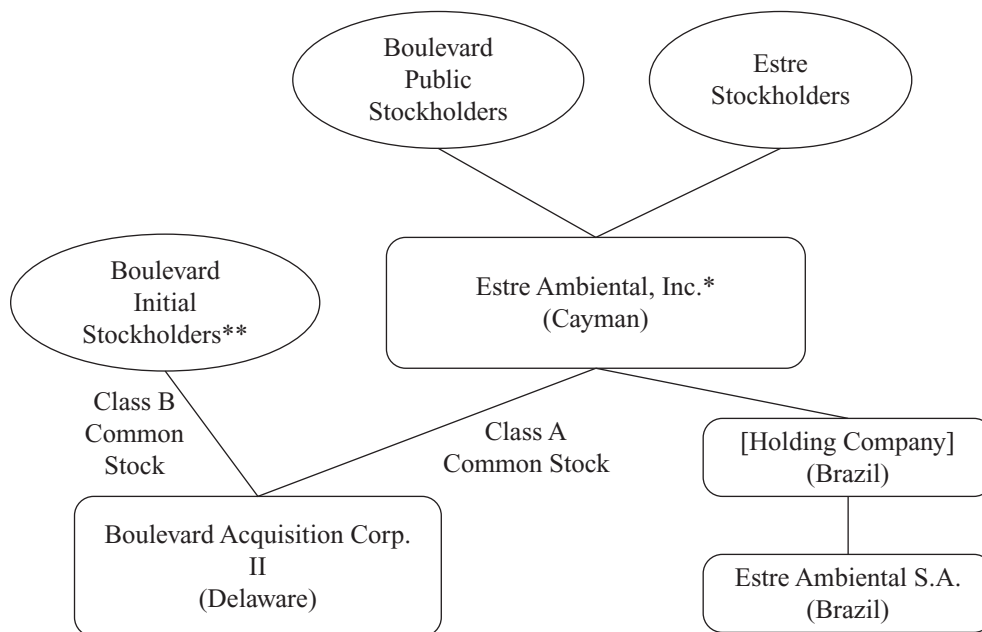 Boulevard
Public
Stockholders
Estre
Stockholders
Boulevard
Initial
Stockholders**
Estre Ambiental, Inc.*
(Cayman)
Class B
Common
Stock
Class A
Common Stock
[Holding Company]
(Brazil)
Boulevard Acquisition Corp.
II
(Delaware)
Estre Ambiental S.A.
(Brazil)